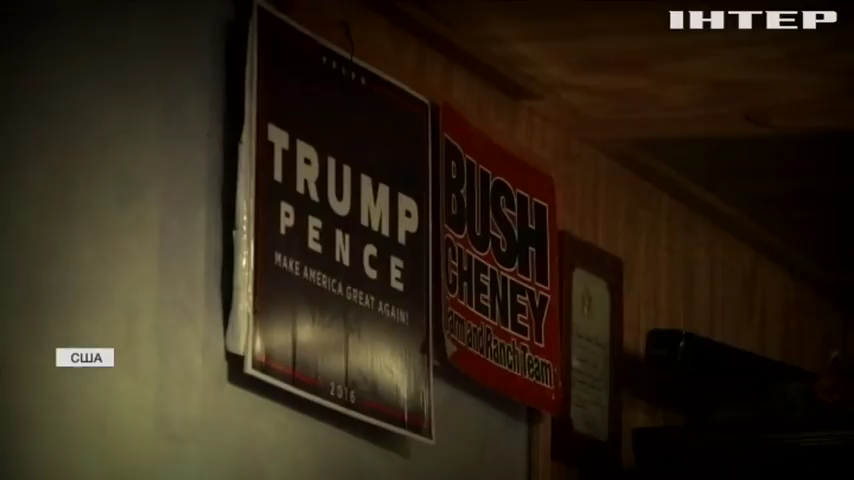 ІНТЕР
TRUMP
PENCE
MAKE AMERICA GREAT AGAIN!
2016
BUSH
CHENEY
Farm and Ranch Team
США